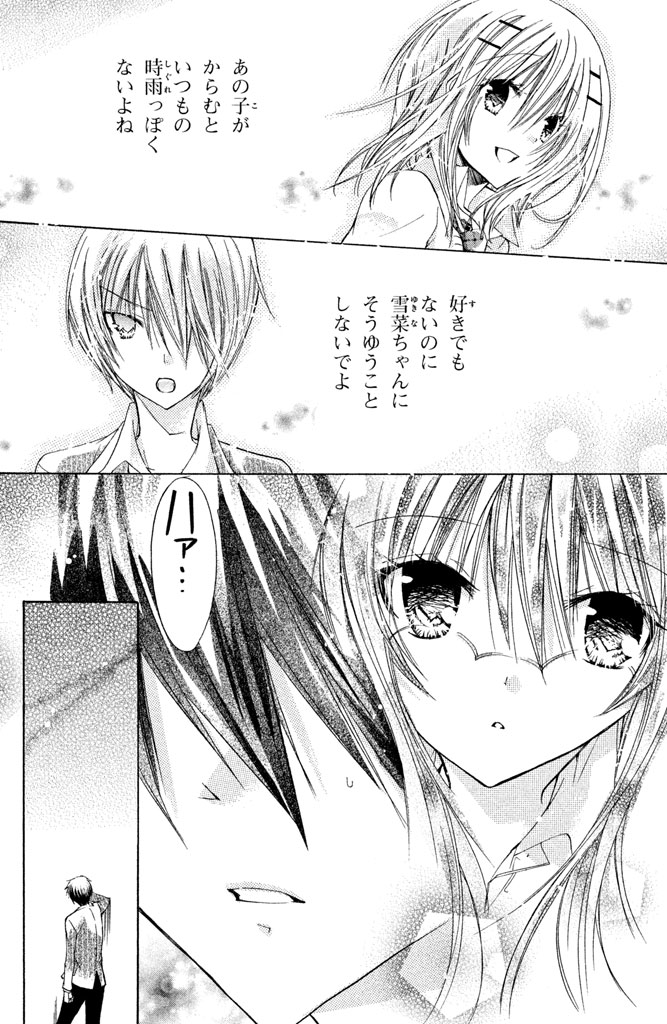 あの子が
からむと
いつもの
時雨っぽく
ないよね
好きでも
ないのに
雪菜ちゃんに
そうゆうこと
しないでよ
ハァ…